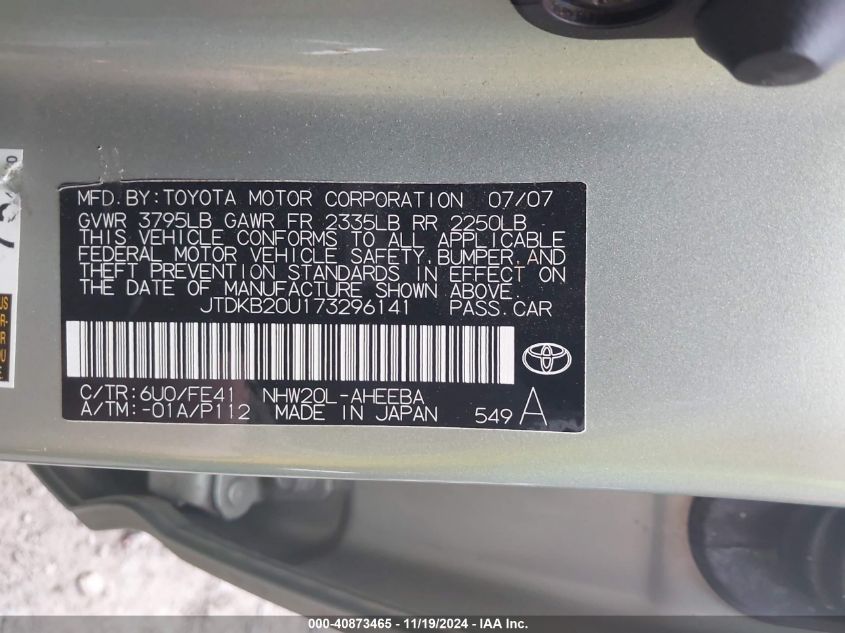 MFD.BY:TOYOTA MOTOR CORPORATION 07/07
GVWR 3795LB GAWR FR 2335LB RR 2250LB
THIS VEHICLE CONFORMS TO ALL APPLICABLE
FEDERAL MOTOR VEHICLE SAFETY,BUMPER,AND
THEFT PREVENTION STANDARDS IN EFFECT ON
THE DATE OF MANUFACTURE SHOWN ABOVE.
JTDKB20U173296141 PASS.CAR
C/TR:6U0/FE41 NHW20L-AHEEBA
A/TM:-01A/P112 MADE IN JAPAN 549 A
000-40873465 - 11/19/2024 - IAA Inc.